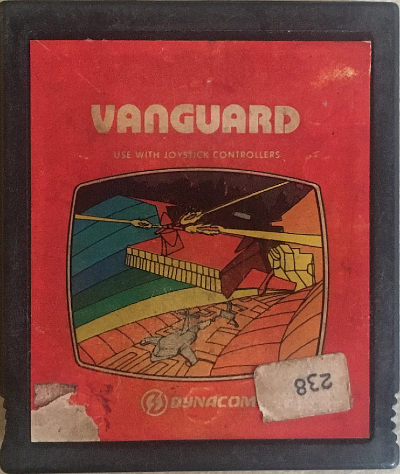 VANGUARD
USE WITH JOYSTICK CONTROLLERS
DYNACOM
238